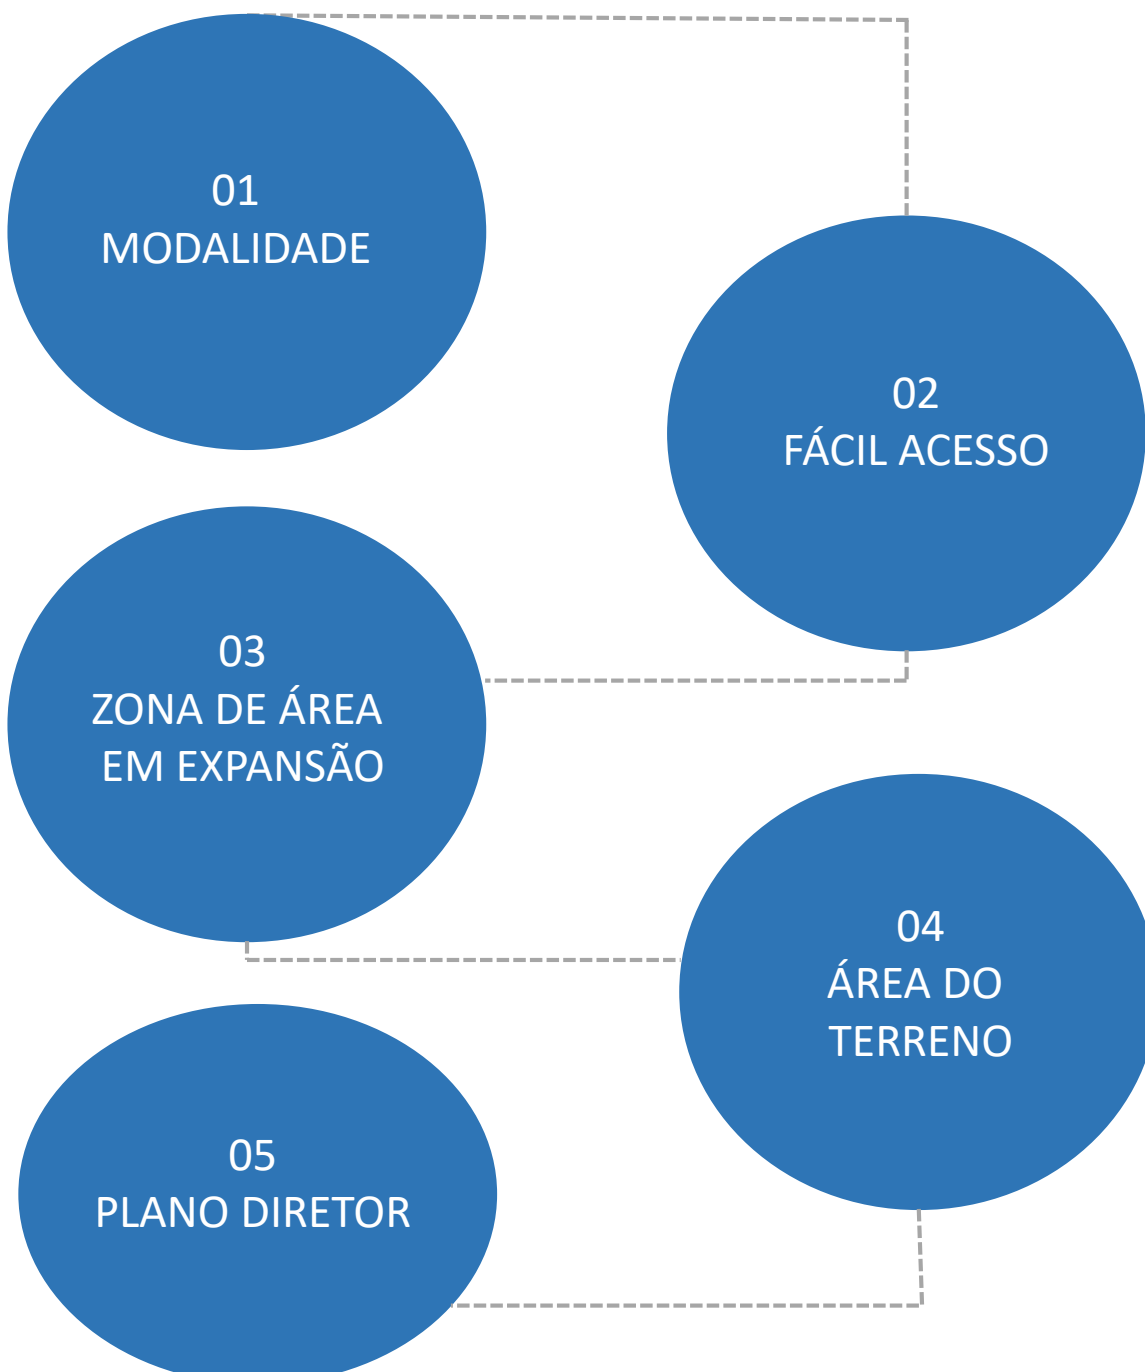 01
MODALIDADE
02
FÁCIL ACESSO
03
ZONA DE ÁREA
EM EXPANSÃO
04
ÁREA DO
TERRENO
05
PLANO DIRETOR